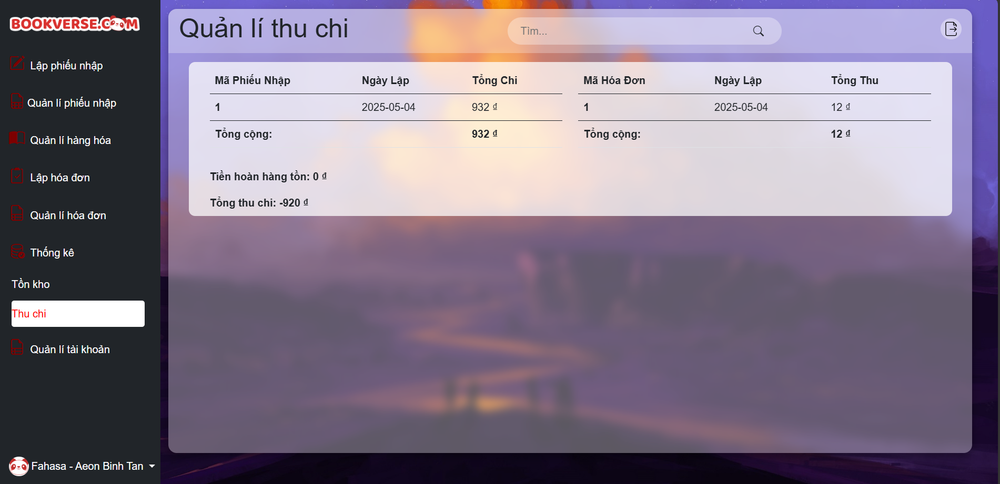 BOOKVERSE.COM
Lập phiếu nhập
Quản lí phiếu nhập
Quản lí hàng hóa
Lập hóa đơn
Quản lí hóa đơn
Thống kê
Tồn kho
Thu chi
Quản lí tài khoản
Fahasa - Aeon Binh Tan
Quản lí thu chi
Tìm...
Mã Phiếu Nhập Ngày Lập Tổng Chi
1 2025-05-04 932 ₫
Tổng cộng: 932 ₫
Mã Hóa Đơn Ngày Lập Tổng Thu
1 2025-05-04 12 ₫
Tổng cộng: 12 ₫
Tiền hoàn hàng tồn: 0 ₫
Tổng thu chi: -920 ₫